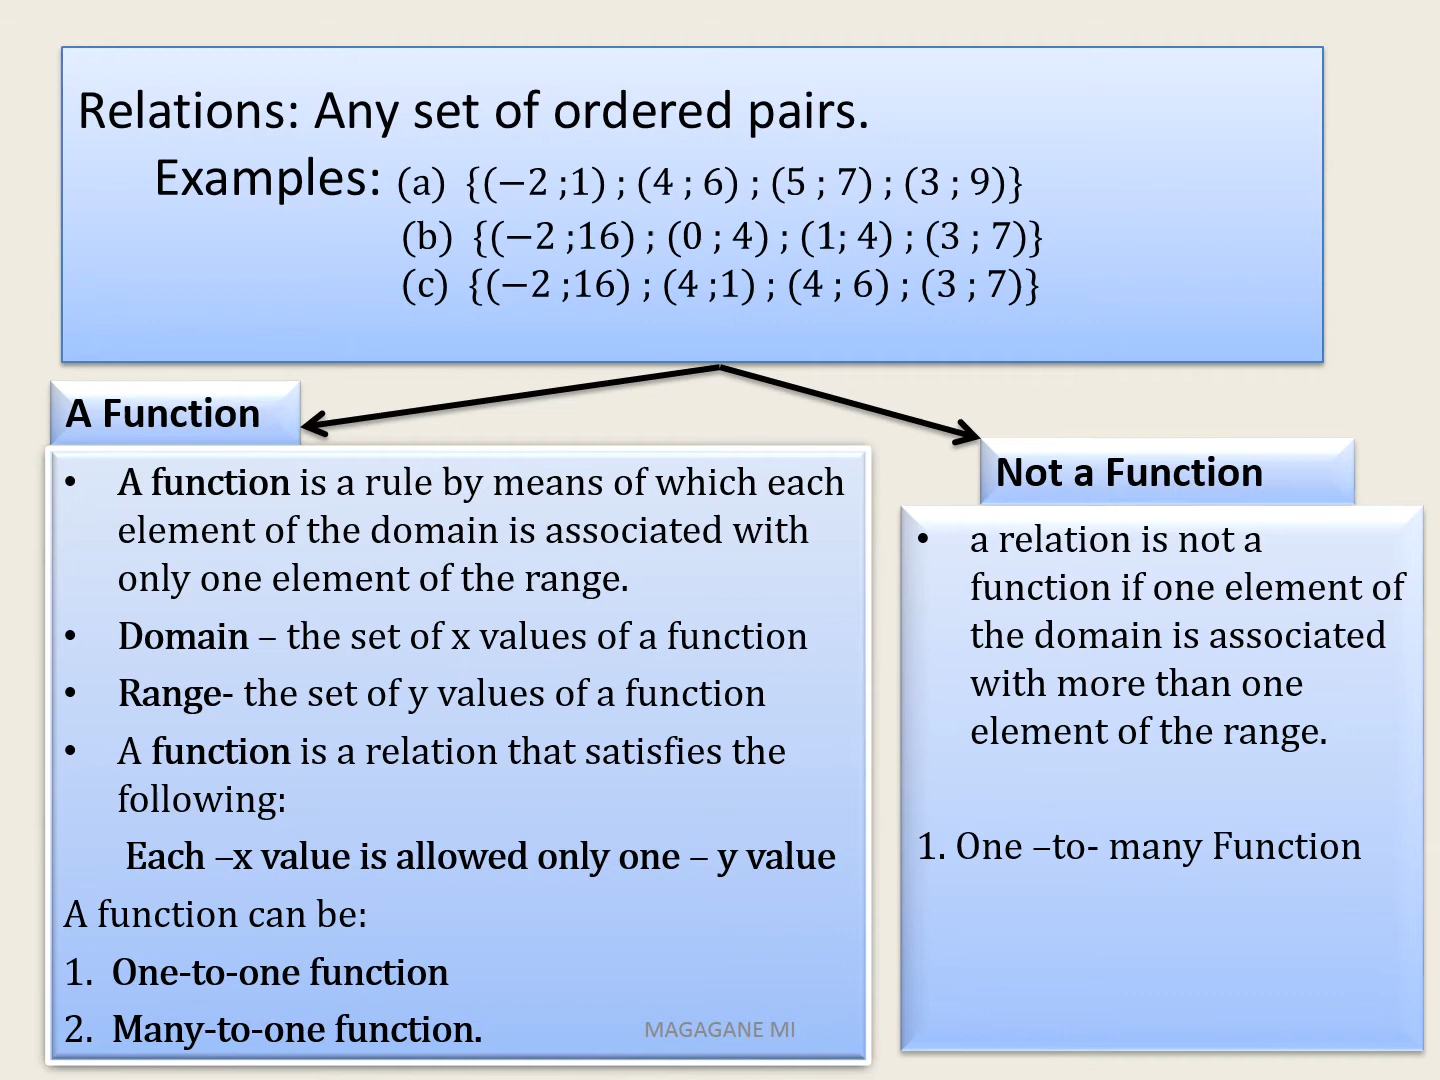 Relations: Any set of ordered pairs.
Examples: (a) {(−2 ;1) ; (4 ; 6) ; (5 ; 7) ; (3 ; 9)}
(b) {(−2 ;16) ; (0 ; 4) ; (1; 4) ; (3 ; 7)}
(c) {(−2 ;16) ; (4 ;1) ; (4 ; 6) ; (3 ; 7)}
A Function
• A function is a rule by means of which each
element of the domain is associated with
only one element of the range.
• Domain – the set of x values of a function
• Range- the set of y values of a function
• A function is a relation that satisfies the
following:
Each –x value is allowed only one – y value
A function can be:
1. One-to-one function
2. Many-to-one function.
MAGAGANE MI
Not a Function
• a relation is not a
function if one element of
the domain is associated
with more than one
element of the range.
1. One –to- many Function